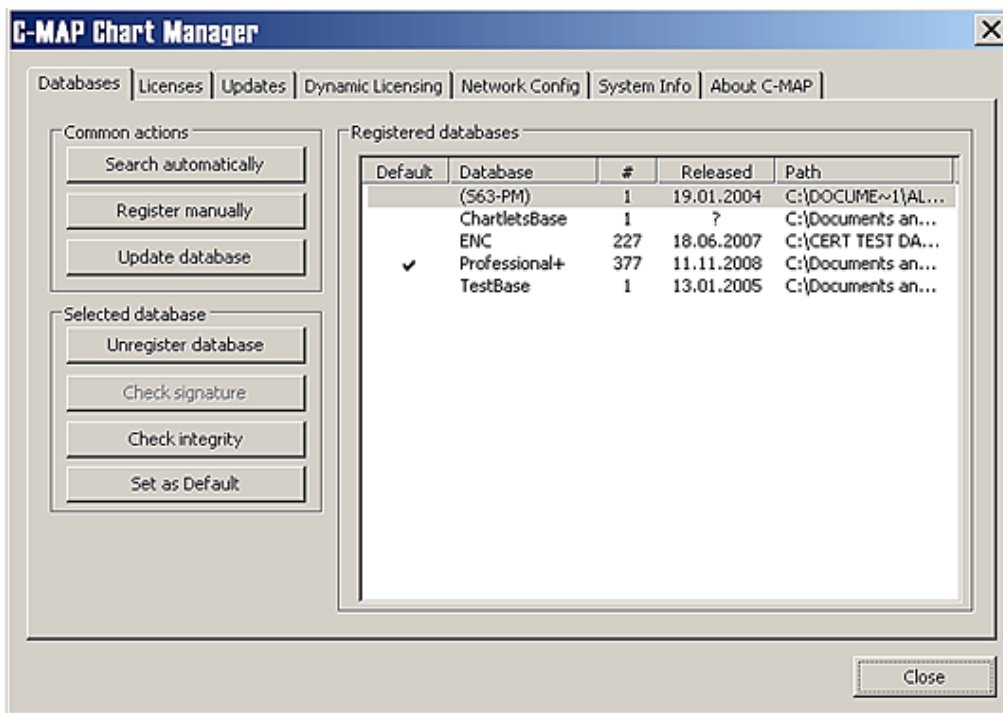 C-MAP Chart Manager
Databases Licenses Updates Dynamic Licensing Network Config System Info About C-MAP
Common actions
Search automatically
Register manually
Update database
Selected database
Unregister database
Check signature
Check integrity
Set as Default
Registered databases
Default Database # Released Path
(S63-PM) 1 19.01.2004 C:\DOCUME~1\AL...
ChartletsBase 1 ? C:\Documents an...
ENC 227 18.06.2007 C:\CERT TEST DA...
Professional+ 377 11.11.2008 C:\Documents an...
TestBase 1 13.01.2005 C:\Documents an...
Close